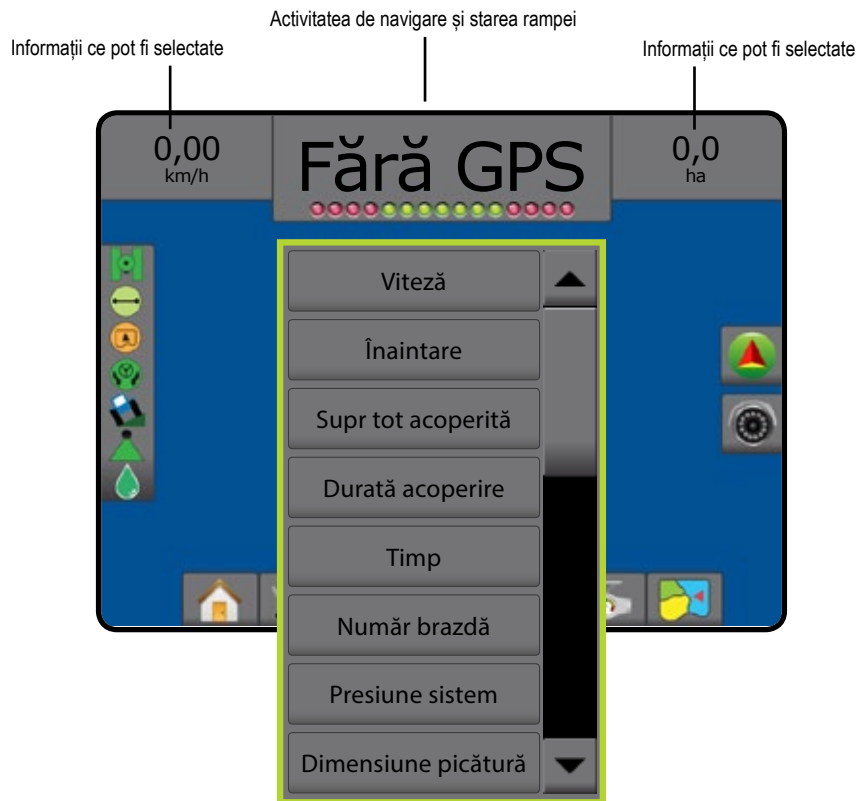 Activitatea de navigare și starea rampei
Informații ce pot fi selectate
Informații ce pot fi selectate
0,00
km/h
Fără GPS
0,0
ha
Viteză
Înaintare
Supr tot acoperită
Durată acoperire
Timp
Număr brazdă
Presiune sistem
Dimensiune picătură